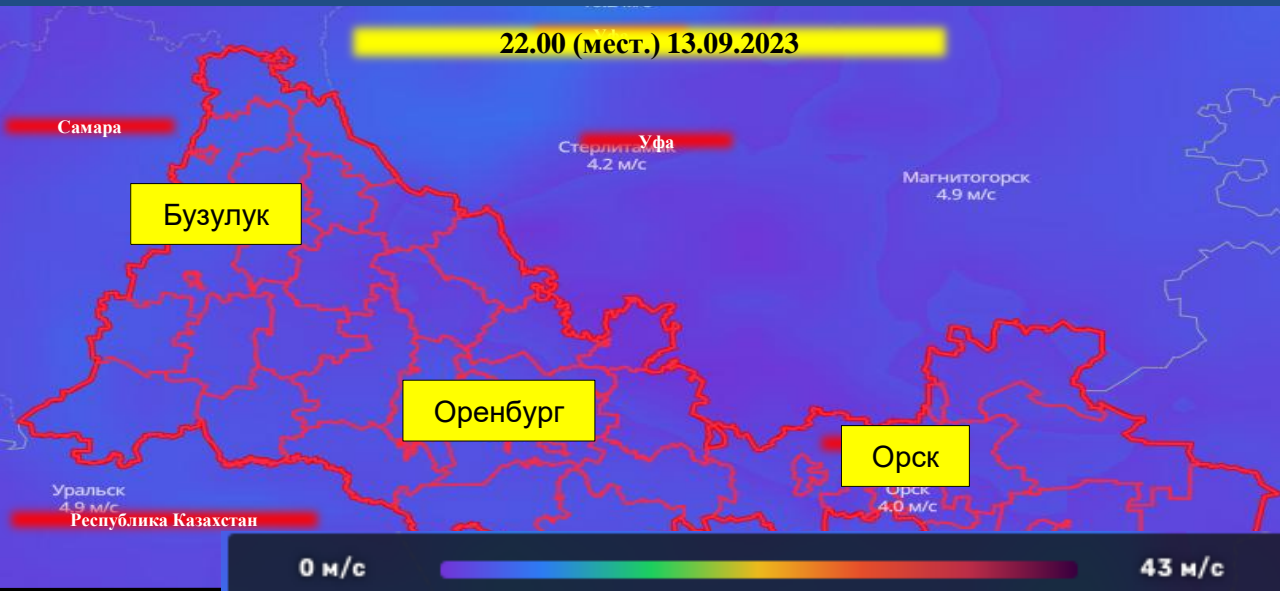 22.00 (мест.) 13.09.2023
Самара
Уфа
4.2 м/с
Магнитогорск
4.9 м/с
Бузулук
Оренбург
Орск
Орск
4.0 м/с
Уральск
4.9 м/с
Республика Казахстан
0 м/с
43 м/с